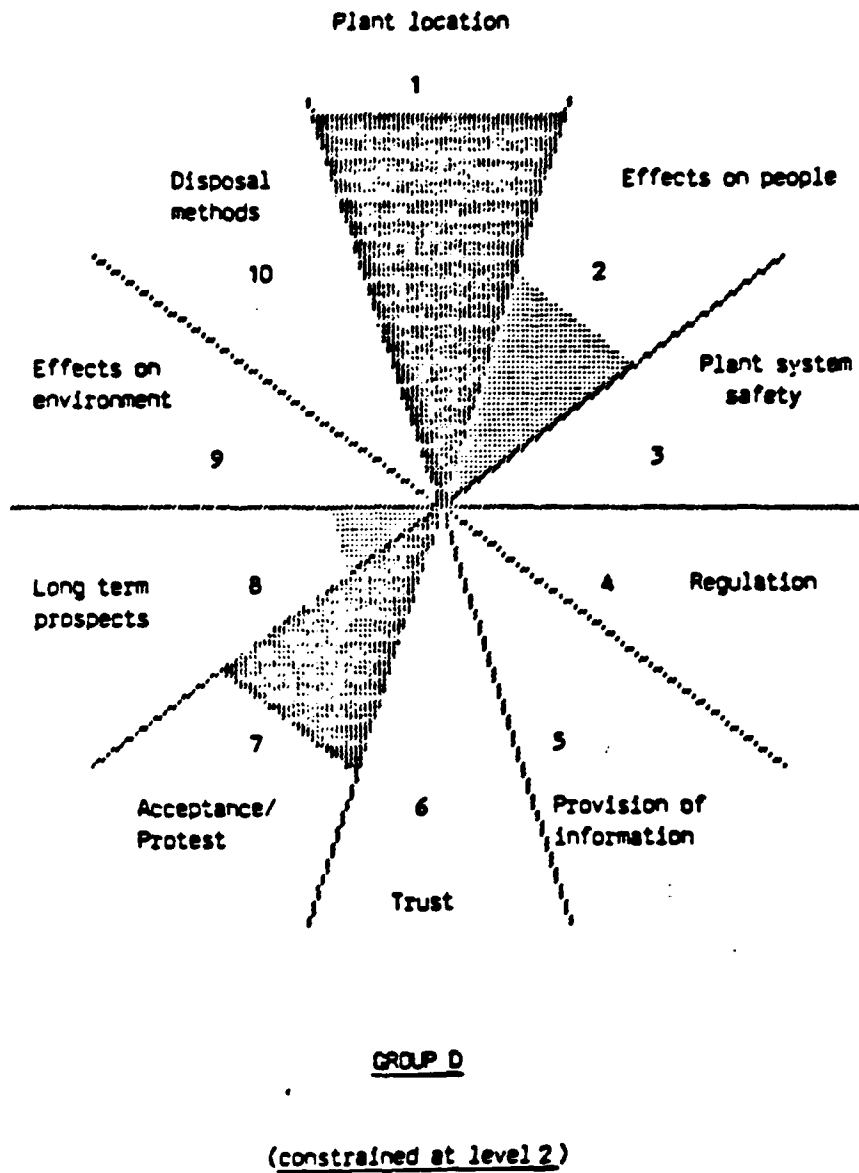 Plant location
1
Disposal
methods
Effects on people
10
2
Effects on
environment
Plant system
safety
9
3
Long term
prospects
8
4
Regulation
7
5
Acceptance/
Protest
6
Provision of
information
Trust
GROUP D
(constrained at level 2)